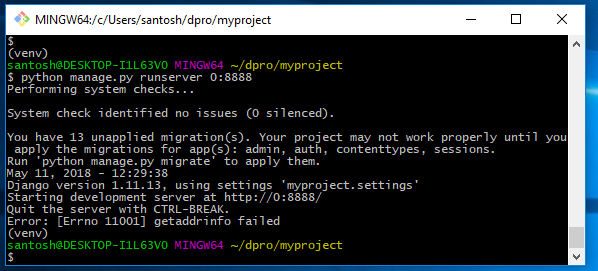 MINGW64:/c/Users/santosh/dpro/myproject
$
(venv)
santosh@DESKTOP-I1L63VO MINGW64 ~/dpro/myproject
$ python manage.py runserver 0:8888
Performing system checks...
System check identified no issues (0 silenced).
You have 13 unapplied migration(s). Your project may not work properly until you
apply the migrations for app(s): admin, auth, contenttypes, sessions.
Run 'python manage.py migrate' to apply them.
May 11, 2018 - 12:29:38
Django version 1.11.13, using settings 'myproject.settings'
Starting development server at http://0:8888/
Quit the server with CTRL-BREAK.
Error: [Errno 11001] getaddrinfo failed
(venv)
santosh@DESKTOP-I1L63VO MINGW64 ~/dpro/myproject
$